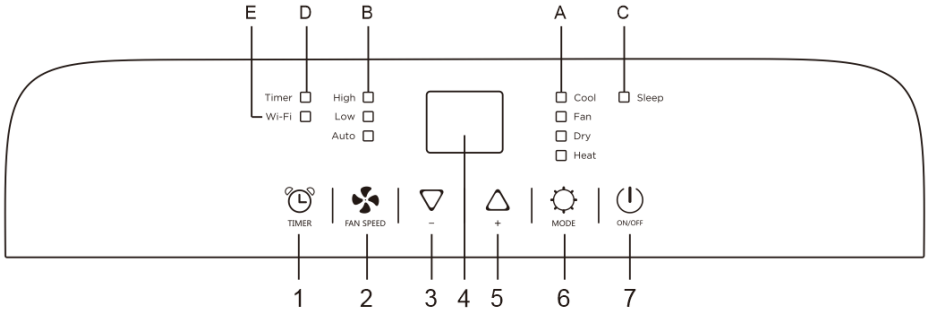 E D B A C
Timer High Cool Sleep
Wi-Fi Low Fan
Auto Dry
Heat
TIMER FAN SPEED − + MODE ON/OFF
1 2 3 4 5 6 7